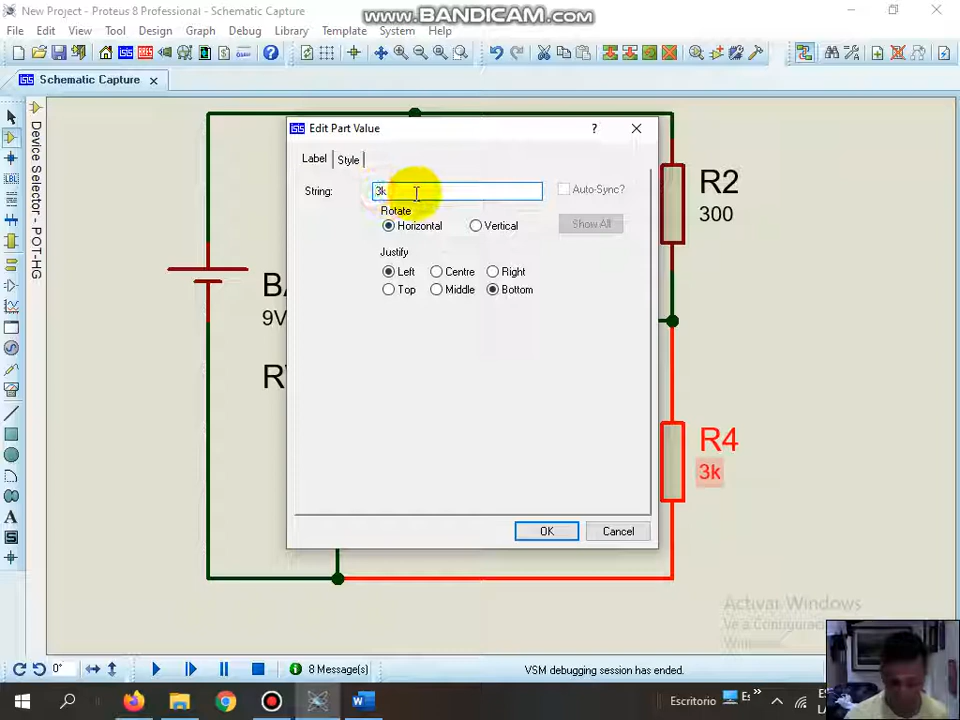 New Project - Proteus 8 Professional - Schematic Capture
www.BANDICAM.com
File Edit View Tool Design Graph Debug Library Template System Help
Schematic Capture
Device Selector - POT-HG
Edit Part Value
Label Style
String: 3k
Auto-Sync?
Rotate
Horizontal Vertical
Show All
Justify
Left Centre Right
Top Middle Bottom
OK Cancel
R2
300
BA
9V
R
R4
3k
Activar Windows
Ve a Configuración
0°
8 Message(s)
VSM debugging session has ended.
Escritorio